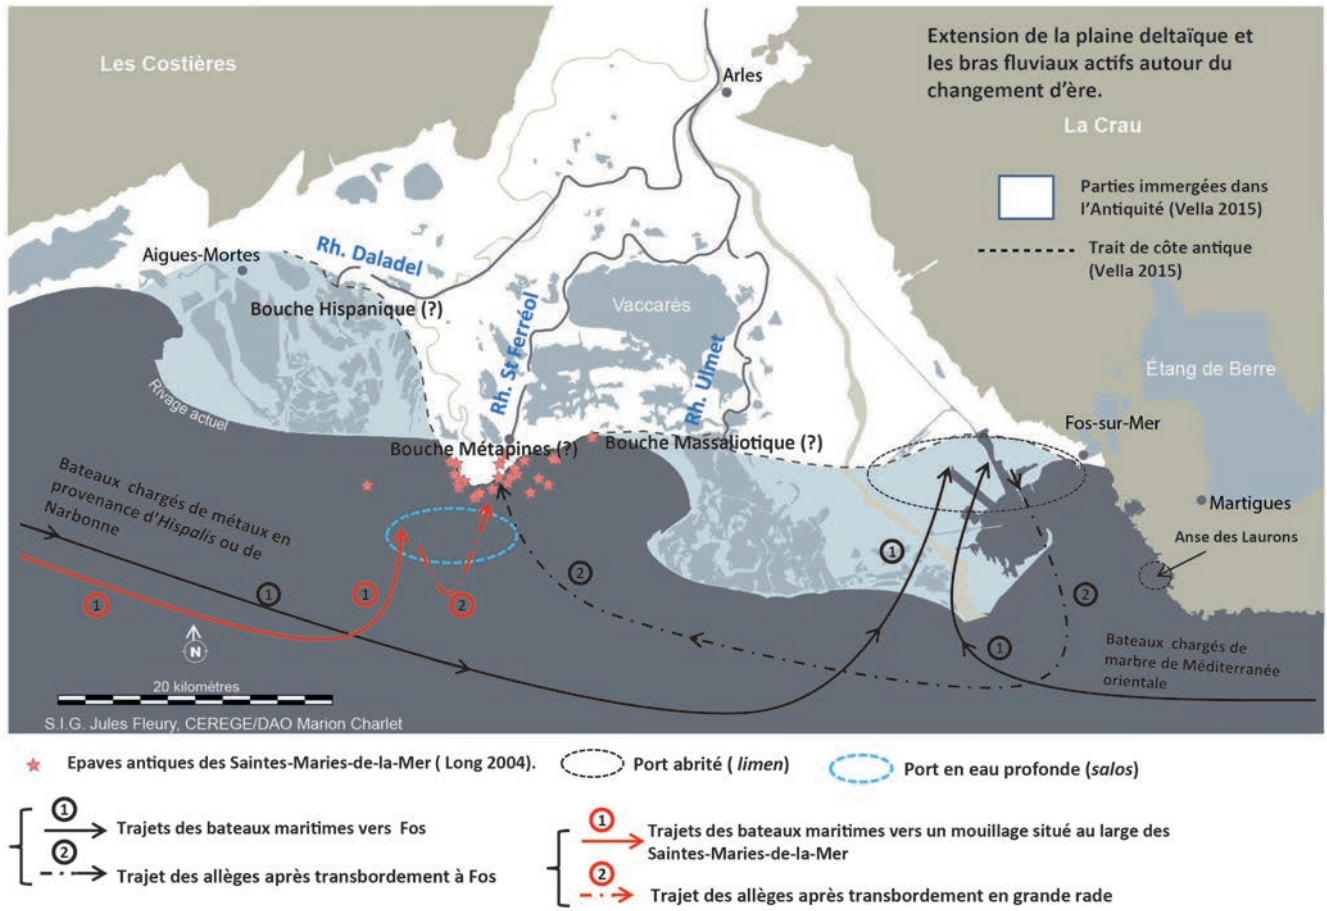 Les Costières
Extension de la plaine deltaïque et
les bras fluviaux actifs autour du
changement d'ère.
Arles
La Crau
Parties immergées dans
l'Antiquité (Vella 2015)
Trait de côte antique
(Vella 2015)
Aigues-Mortes
Rh. Daladel
Bouche Hispanique (?)
Vaccarès
Rh. St Ferréol
Rh. Ulmet
Étang de Berre
Rivage actuel
Fos-sur-Mer
Bouche Métapines (?)
Bouche Massaliotique (?)
Martigues
Anse des Laurons
Bateaux chargés de métaux en
provenance d'Hispalis ou de
Narbonne
1
2
1
1
1
2
2
1
Bateaux chargés de
marbre de Méditerranée
orientale
N
20 kilomètres
S.I.G. Jules Fleury, CEREGE/DAO Marion Charlet
Epaves antiques des Saintes-Maries-de-la-Mer ( Long 2004).
Port abrité ( limen)
Port en eau profonde (salos)
1
Trajets des bateaux maritimes vers Fos
2
Trajet des allèges après transbordement à Fos
1
Trajets des bateaux maritimes vers un mouillage situé au large des
Saintes-Maries-de-la-Mer
2
Trajet des allèges après transbordement en grande rade